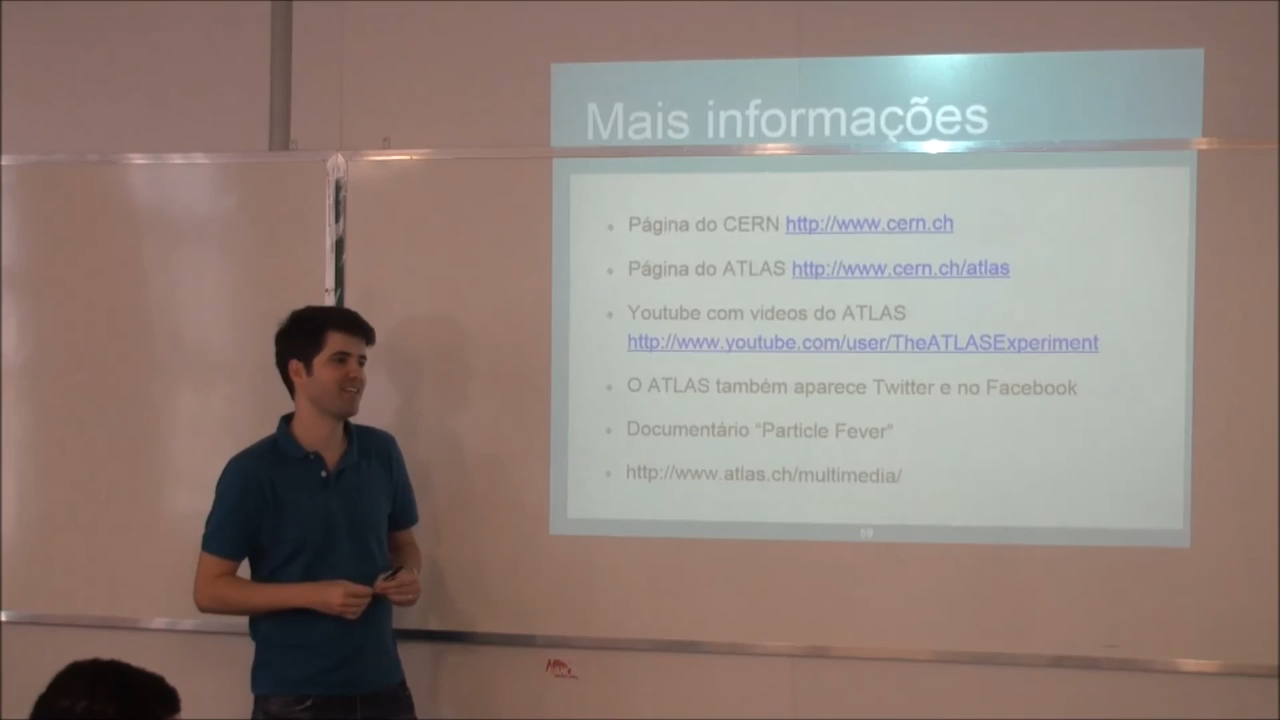 Mais informações
Página do CERN http://www.cern.ch
Página do ATLAS http://www.cern.ch/atlas
Youtube com videos do ATLAS
http://www.youtube.com/user/TheATLASExperiment
O ATLAS também aparece Twitter e no Facebook
Documentário “Particle Fever”
http://www.atlas.ch/multimedia/